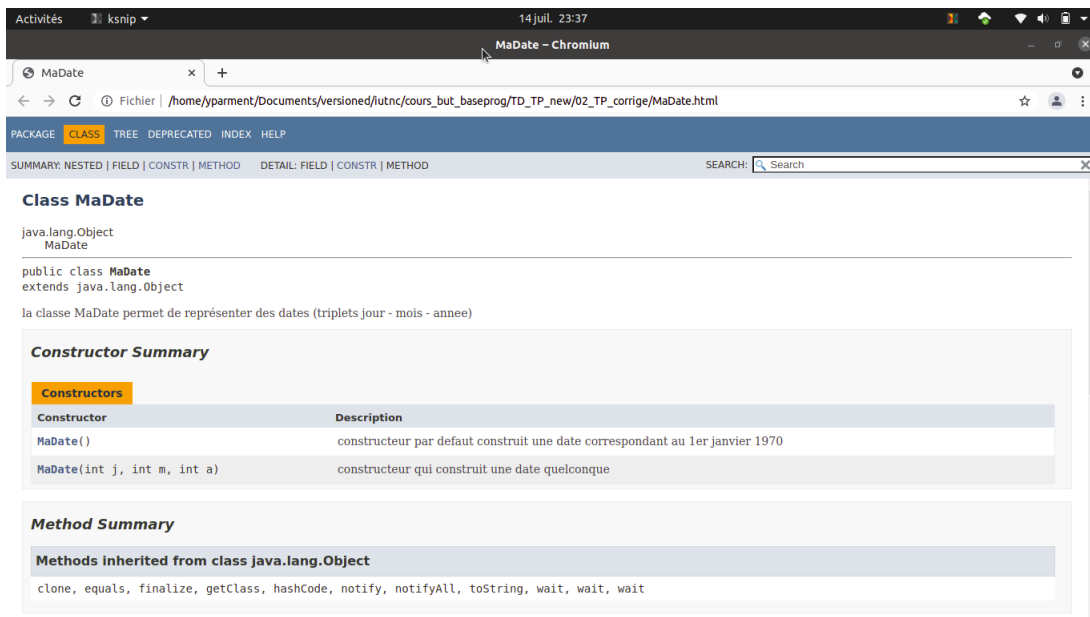 Activités ksnip 14 juil. 23:37
MaDate – Chromium
MaDate
Fichier /home/yparment/Documents/versioned/iutnc/cours_but_baseprog/TD_TP_new/02_TP_corrige/MaDate.html
PACKAGE CLASS TREE DEPRECATED INDEX HELP
SUMMARY: NESTED | FIELD | CONSTR | METHOD DETAIL: FIELD | CONSTR | METHOD SEARCH: Search
Class MaDate
java.lang.Object
MaDate
public class MaDate
extends java.lang.Object
la classe MaDate permet de représenter des dates (triplets jour - mois - annee)
Constructor Summary
Constructors
Constructor Description
MaDate() constructeur par defaut construit une date correspondant au 1er janvier 1970
MaDate(int j, int m, int a) constructeur qui construit une date quelconque
Method Summary
Methods inherited from class java.lang.Object
clone, equals, finalize, getClass, hashCode, notify, notifyAll, toString, wait, wait, wait